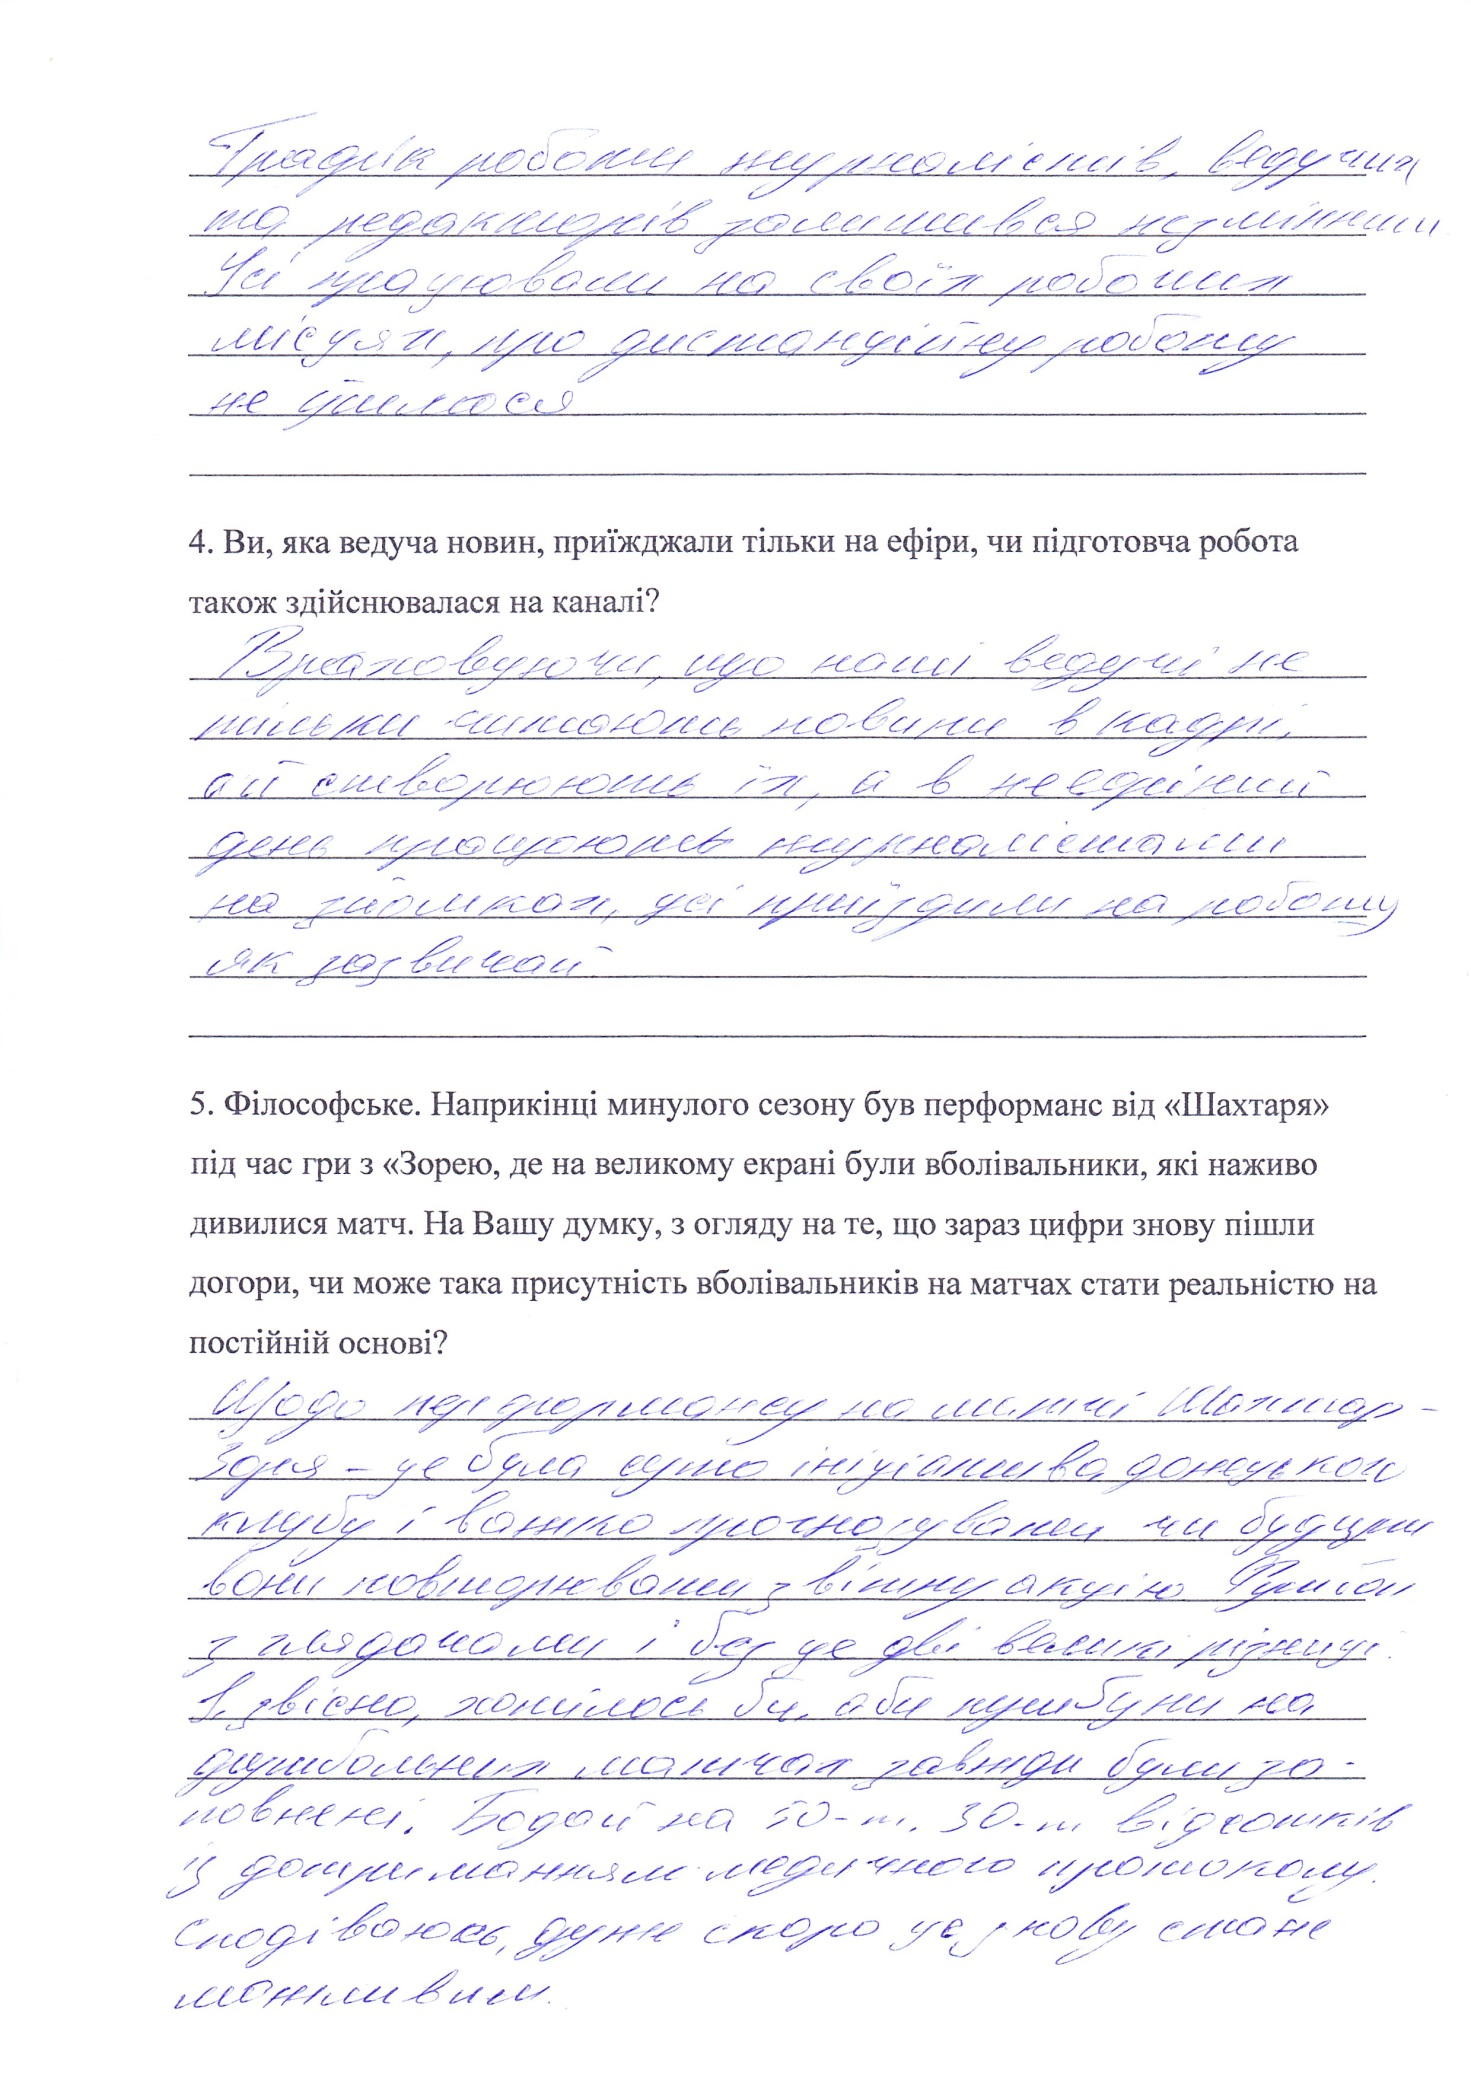 Графік роботи журналістів, ведучих
та редакторів залишався незмінним
Усі працювали на своїх робочих
місцях, про дистанційну роботу
не йшлося
4. Ви, яка ведуча новин, приїжджали тільки на ефіри, чи підготовча робота
також здійснювалася на каналі?
Враховуючи, що наші ведучі не
тільки читають новини в кадрі,
а й створюють їх, а в неефірний
день працюють журналістами
на зйомках, усі приїздили на роботу
як зазвичай
5. Філософське. Наприкінці минулого сезону був перформанс від «Шахтаря»
під час гри з «Зорею, де на великому екрані були вболівальники, які наживо
дивилися матч. На Вашу думку, з огляду на те, що зараз цифри знову пішли
догори, чи може така присутність вболівальників на матчах стати реальністю на
постійній основі?
Щодо перформансу на матчі Шахтар -
Зоря - це була суто ініціатива донецького
клубу і важко прогнозувати чи будуть
вони повторювати звітну акцію. Футбол
з глядачами і без це дві великі різниці.
І, звісно, хотілось би, аби трибуни на
футбольних матчах завжди були за-
повнені. Бодай на 50-т, 30-т відсотків
із дотриманням медичного протоколу.
Сподіваюсь, дуже скоро це знову стане
можливим.